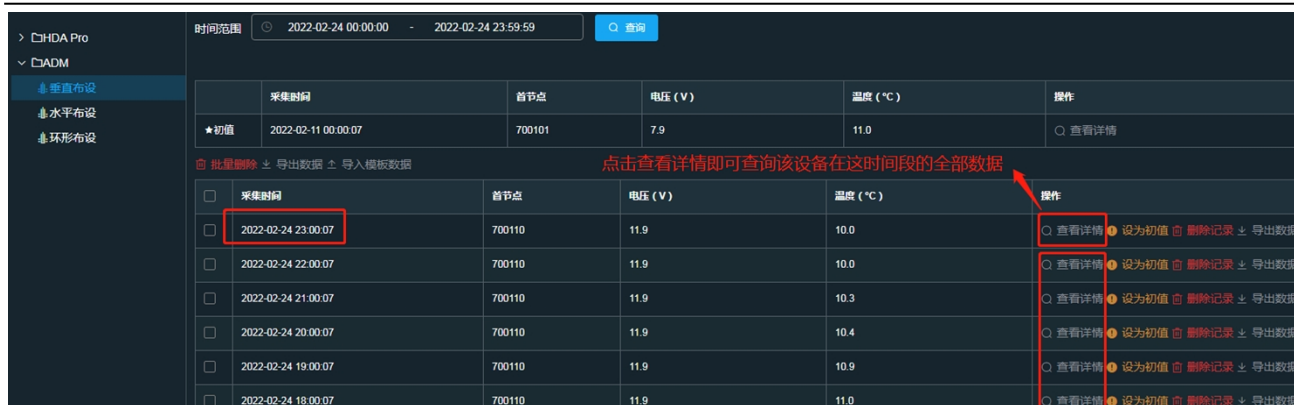 HDA Pro
ADM
垂直布设
水平布设
环形布设
时间范围 2022-02-24 00:00:00 - 2022-02-24 23:59:59 查询
采集时间 首节点 电压 ( V ) 温度 ( °C ) 操作
★初值 2022-02-11 00:00:07 700101 7.9 11.0 查看详情
批量删除 导出数据 导入模板数据
点击查看详情即可查询该设备在这时间段的全部数据
采集时间 首节点 电压 ( V ) 温度 ( °C ) 操作
2022-02-24 23:00:07 700110 11.9 10.0 查看详情 设为初值 删除记录 导出数据
2022-02-24 22:00:07 700110 11.9 10.0 查看详情 设为初值 删除记录 导出数据
2022-02-24 21:00:07 700110 11.9 10.3 查看详情 设为初值 删除记录 导出数据
2022-02-24 20:00:07 700110 11.9 10.4 查看详情 设为初值 删除记录 导出数据
2022-02-24 19:00:07 700110 11.9 10.9 查看详情 设为初值 删除记录 导出数据
2022-02-24 18:00:07 700110 11.9 11.0 查看详情 设为初值 删除记录 导出数据